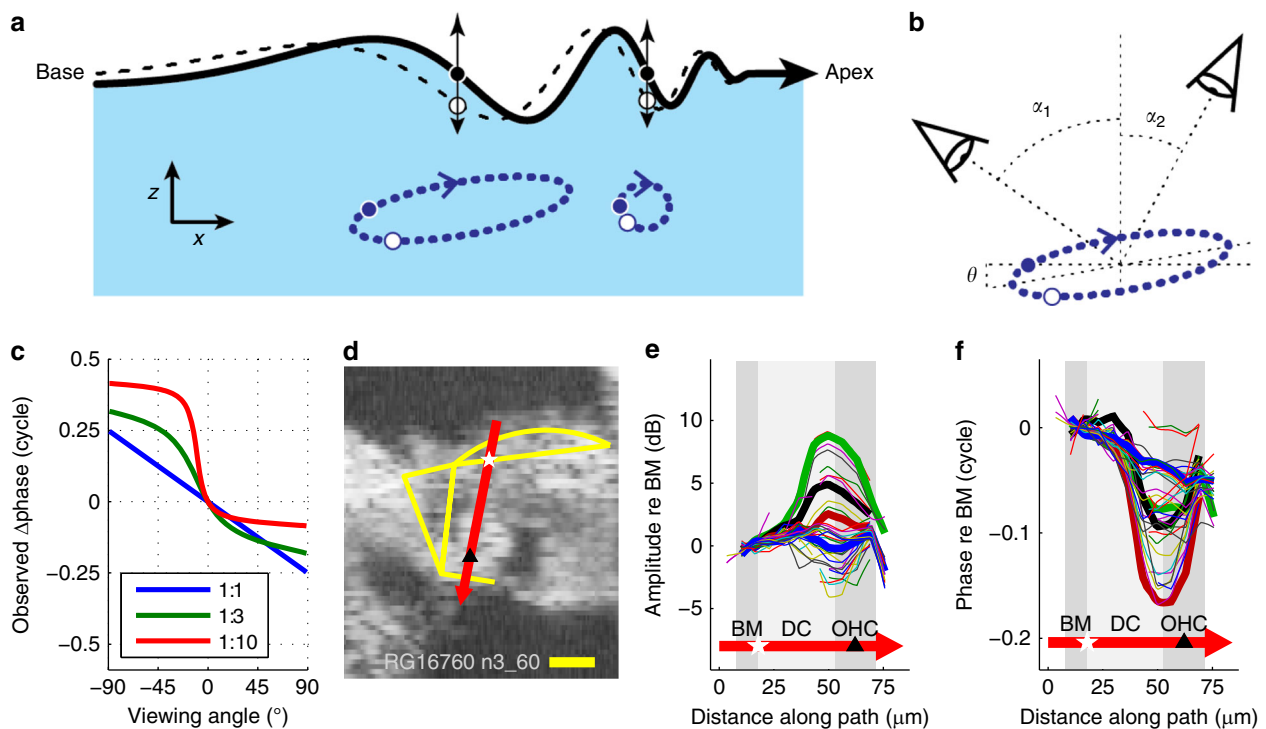 a
Base
Apex
z
x
b
α1
α2
θ
c
Observed Δphase (cycle)
0.5
0.25
0
−0.25
−0.5
1:1
1:3
1:10
−90 −45 0 45 90
Viewing angle (°)
d
RG16760 n3_60
e
Amplitude re BM (dB)
10
5
0
−5
BM DC OHC
0 25 50 75
Distance along path (μm)
f
Phase re BM (cycle)
0
−0.1
−0.2
BM DC OHC
0 25 50 75
Distance along path (μm)